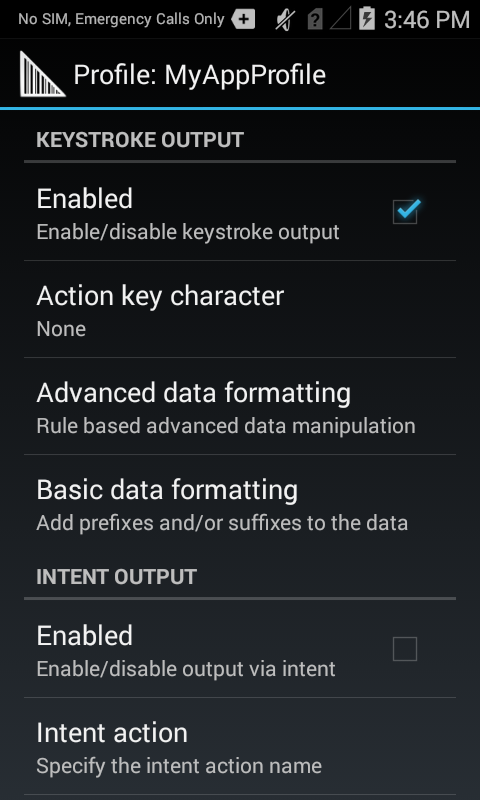 No SIM, Emergency Calls Only 3:46 PM
Profile: MyAppProfile
KEYSTROKE OUTPUT
Enabled
Enable/disable keystroke output
Action key character
None
Advanced data formatting
Rule based advanced data manipulation
Basic data formatting
Add prefixes and/or suffixes to the data
INTENT OUTPUT
Enabled
Enable/disable output via intent
Intent action
Specify the intent action name